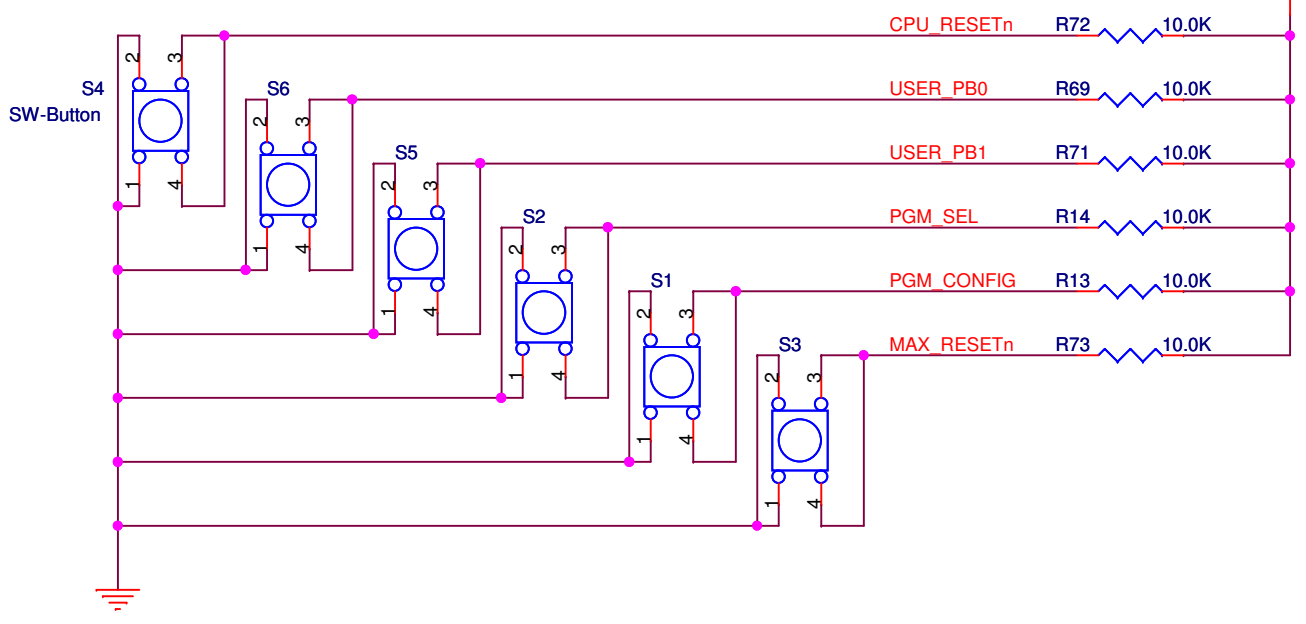 CPU_RESETn R72 10.0K
2 3
S4 S6 USER_PB0 R69 10.0K
SW-Button
2 3
S5 USER_PB1 R71 10.0K
1 4
2 3
S2 PGM_SEL R14 10.0K
1 4
2 3
S1 PGM_CONFIG R13 10.0K
1 4
2 3
S3 MAX_RESETn R73 10.0K
1 4
2 3
1 4
1 4